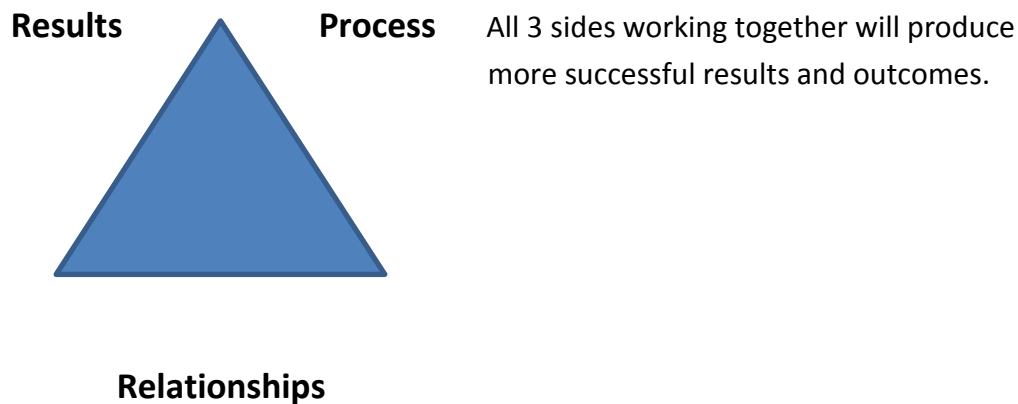 Results
Process
All 3 sides working together will produce
more successful results and outcomes.
Relationships